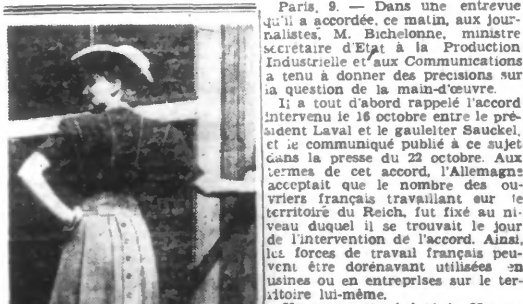 Paris, 9. — Dans une entrevue
qu'il a accordée, ce matin, aux jour-
nalistes, M. Bichelonne, ministre
secrétaire d'Etat à la Production
Industrielle et aux Communications
a tenu à donner des precisions sur
la question de la main-d'œuvre.
Il a tout d'abord rappelé l'accord
intervenu le 16 octobre entre le pré-
sident Laval et le gauleiter Sauckel,
et le communiqué publié à ce sujet
dans la presse du 22 octobre. Aux
termes de cet accord, l'Allemagne
acceptait que le nombre des ou-
vriers français travaillant sur le
territoire du Reich, fut fixé au ni-
veau duquel il se trouvait le jour
de l'intervention de l'accord. Ainsi,
les forces de travail français peu-
vent être dorénavant utilisées en
usines ou en entreprises sur le ter-
ritoire lui-même.